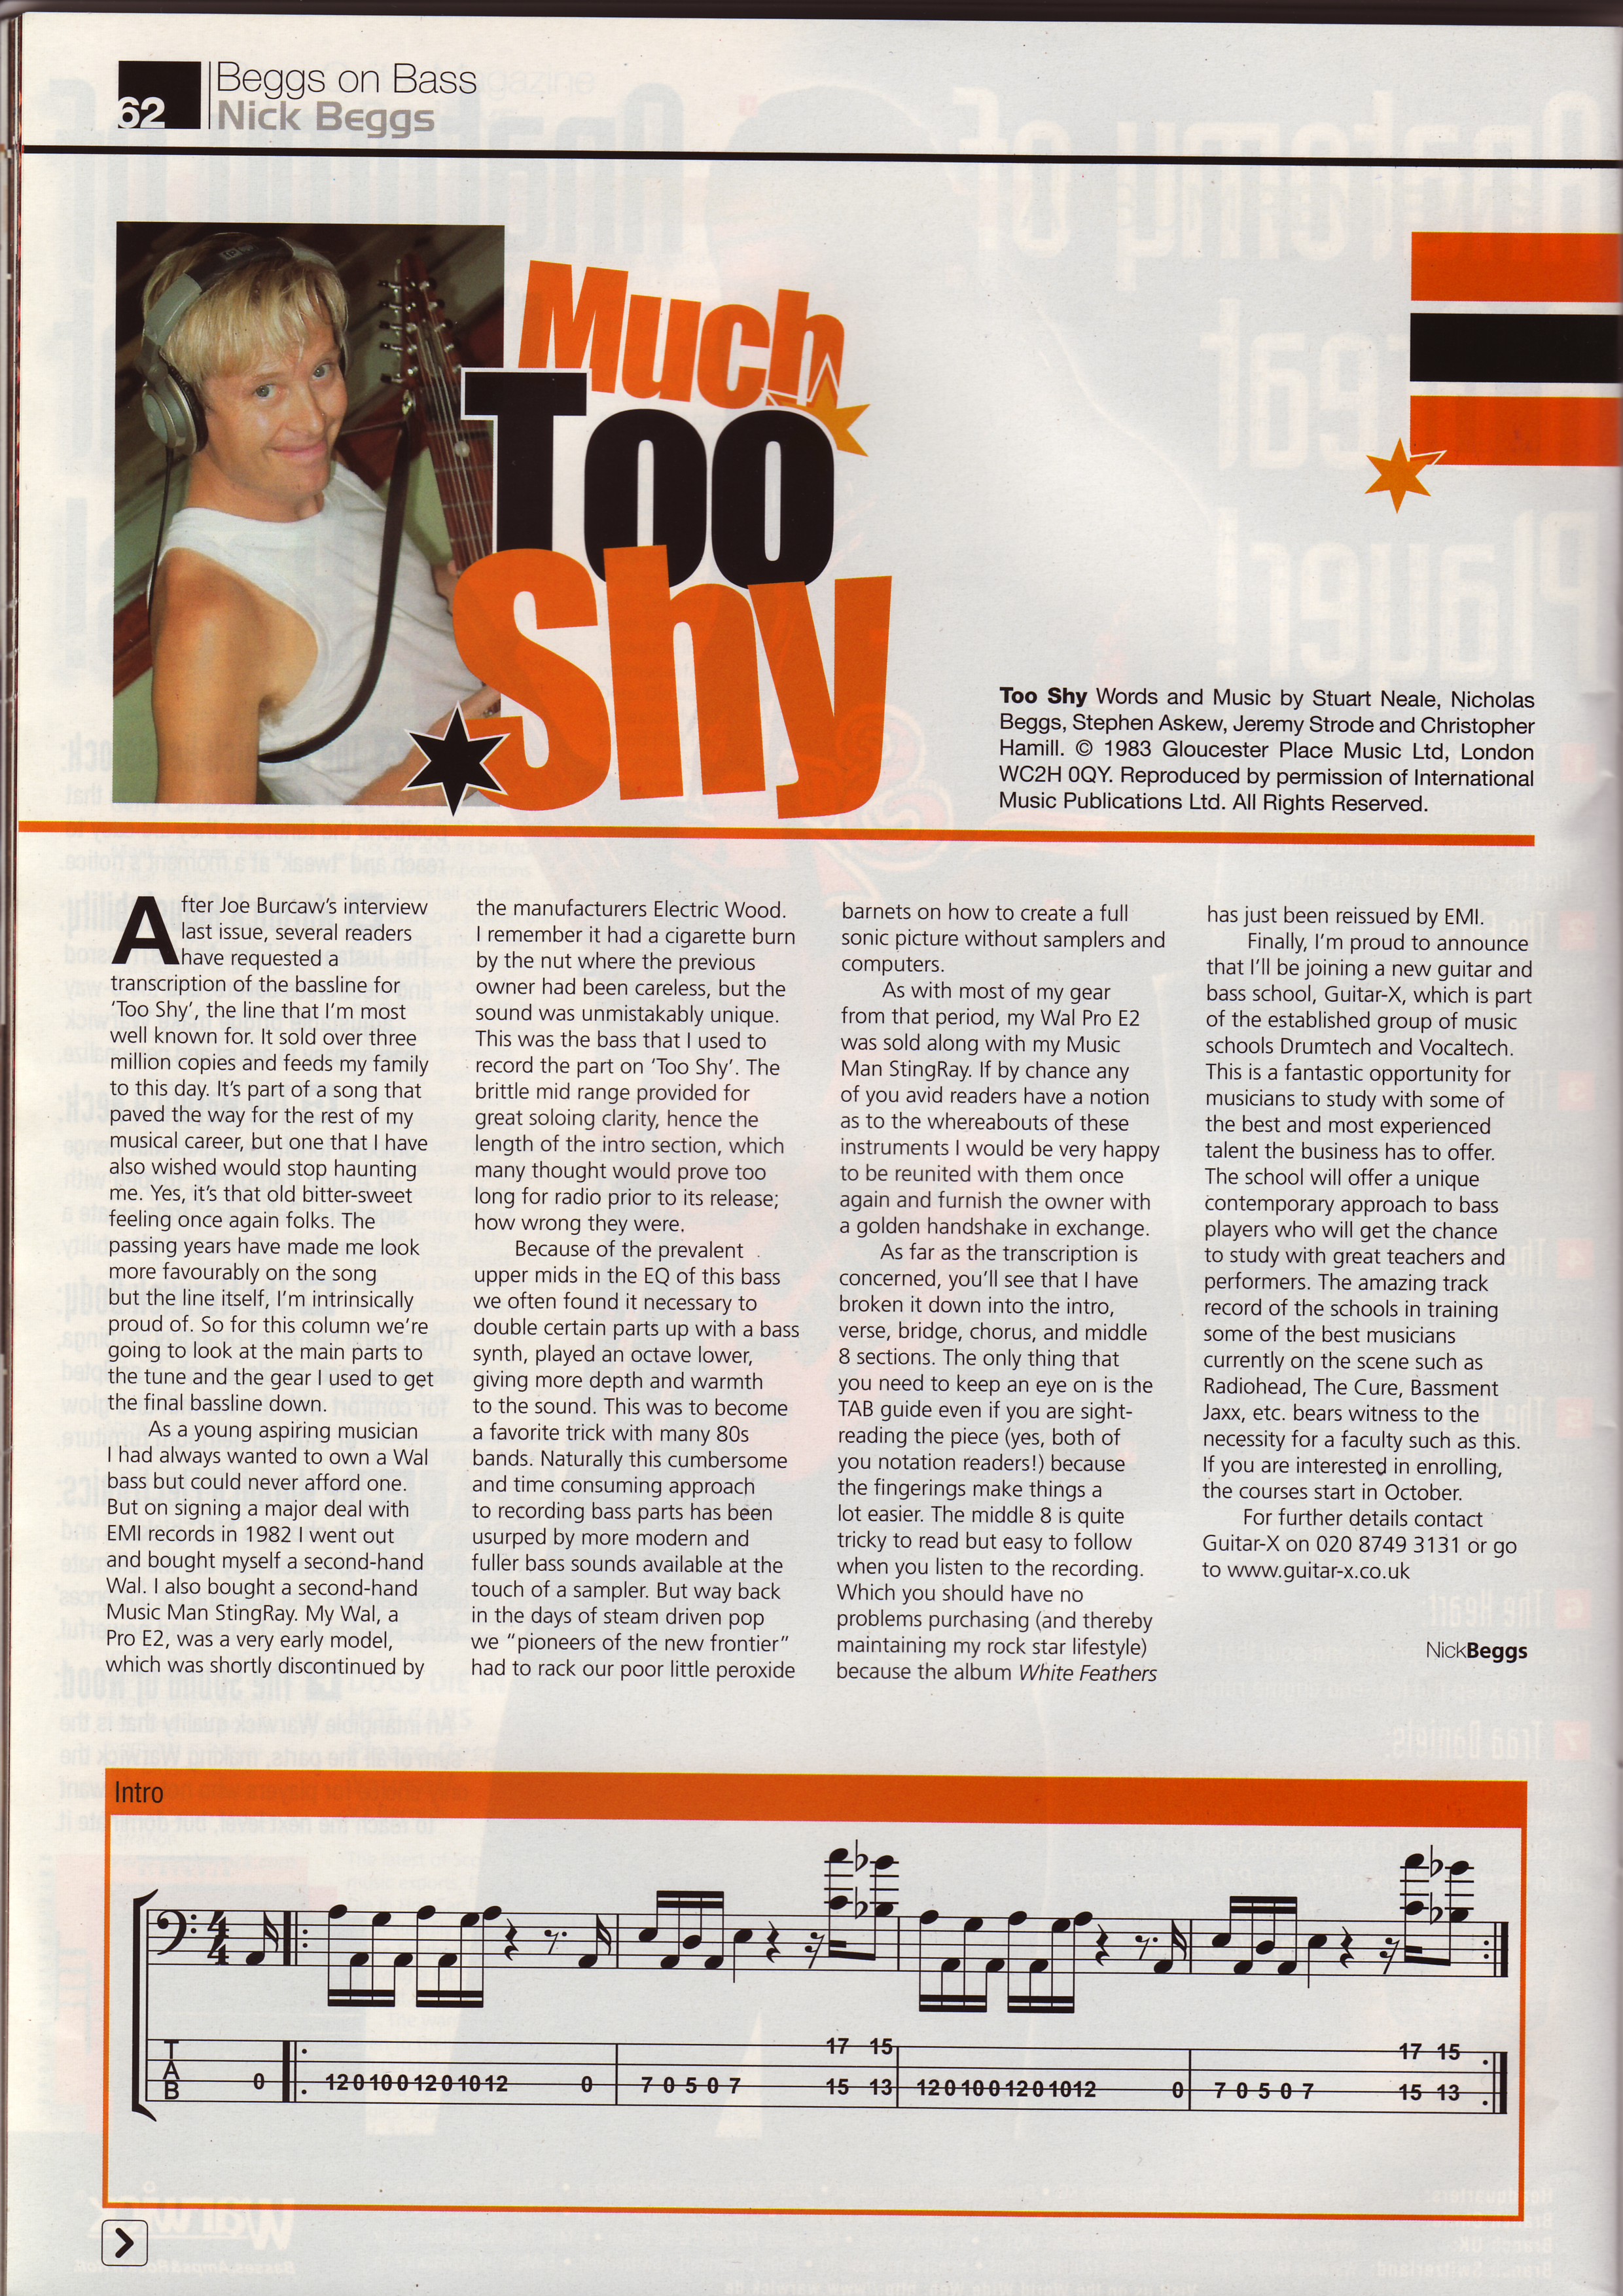 62
Beggs on Bass
Nick Beggs
Much
Too
Shy
Too Shy Words and Music by Stuart Neale, Nicholas
Beggs, Stephen Askew, Jeremy Strode and Christopher
Hamill. © 1983 Gloucester Place Music Ltd, London
WC2H 0QY. Reproduced by permission of International
Music Publications Ltd. All Rights Reserved.
After Joe Burcaw's interview
last issue, several readers
have requested a
transcription of the bassline for
'Too Shy', the line that I'm most
well known for. It sold over three
million copies and feeds my family
to this day. It's part of a song that
paved the way for the rest of my
musical career, but one that I have
also wished would stop haunting
me. Yes, it's that old bitter-sweet
feeling once again folks. The
passing years have made me look
more favourably on the song
but the line itself, I'm intrinsically
proud of. So for this column we're
going to look at the main parts to
the tune and the gear I used to get
the final bassline down.
As a young aspiring musician
I had always wanted to own a Wal
bass but could never afford one.
But on signing a major deal with
EMI records in 1982 I went out
and bought myself a second-hand
Wal. I also bought a second-hand
Music Man StingRay. My Wal, a
Pro E2, was a very early model,
which was shortly discontinued by
the manufacturers Electric Wood.
I remember it had a cigarette burn
by the nut where the previous
owner had been careless, but the
sound was unmistakably unique.
This was the bass that I used to
record the part on 'Too Shy'. The
brittle mid range provided for
great soloing clarity, hence the
length of the intro section, which
many thought would prove too
long for radio prior to its release;
how wrong they were.
Because of the prevalent
upper mids in the EQ of this bass
we often found it necessary to
double certain parts up with a bass
synth, played an octave lower,
giving more depth and warmth
to the sound. This was to become
a favorite trick with many 80s
bands. Naturally this cumbersome
and time consuming approach
to recording bass parts has been
usurped by more modern and
fuller bass sounds available at the
touch of a sampler. But way back
in the days of steam driven pop
we "pioneers of the new frontier"
had to rack our poor little peroxide
barnets on how to create a full
sonic picture without samplers and
computers.
As with most of my gear
from that period, my Wal Pro E2
was sold along with my Music
Man StingRay. If by chance any
of you avid readers have a notion
as to the whereabouts of these
instruments I would be very happy
to be reunited with them once
again and furnish the owner with
a golden handshake in exchange.
As far as the transcription is
concerned, you'll see that I have
broken it down into the intro,
verse, bridge, chorus, and middle
8 sections. The only thing that
you need to keep an eye on is the
TAB guide even if you are sight-
reading the piece (yes, both of
you notation readers!) because
the fingerings make things a
lot easier. The middle 8 is quite
tricky to read but easy to follow
when you listen to the recording.
Which you should have no
problems purchasing (and thereby
maintaining my rock star lifestyle)
because the album White Feathers
has just been reissued by EMI.
Finally, I'm proud to announce
that I'll be joining a new guitar and
bass school, Guitar-X, which is part
of the established group of music
schools Drumtech and Vocaltech.
This is a fantastic opportunity for
musicians to study with some of
the best and most experienced
talent the business has to offer.
The school will offer a unique
contemporary approach to bass
players who will get the chance
to study with great teachers and
performers. The amazing track
record of the schools in training
some of the best musicians
currently on the scene such as
Radiohead, The Cure, Bassment
Jaxx, etc. bears witness to the
necessity for a faculty such as this.
If you are interested in enrolling,
the courses start in October.
For further details contact
Guitar-X on 020 8749 3131 or go
to www.guitar-x.co.uk
NickBeggs
Intro
4
4
17 15 17 15
TAB 0 12 0 10 0 12 0 10 12 0 7 0 5 0 7 15 13 12 0 10 0 12 0 10 12 0 7 0 5 0 7 15 13